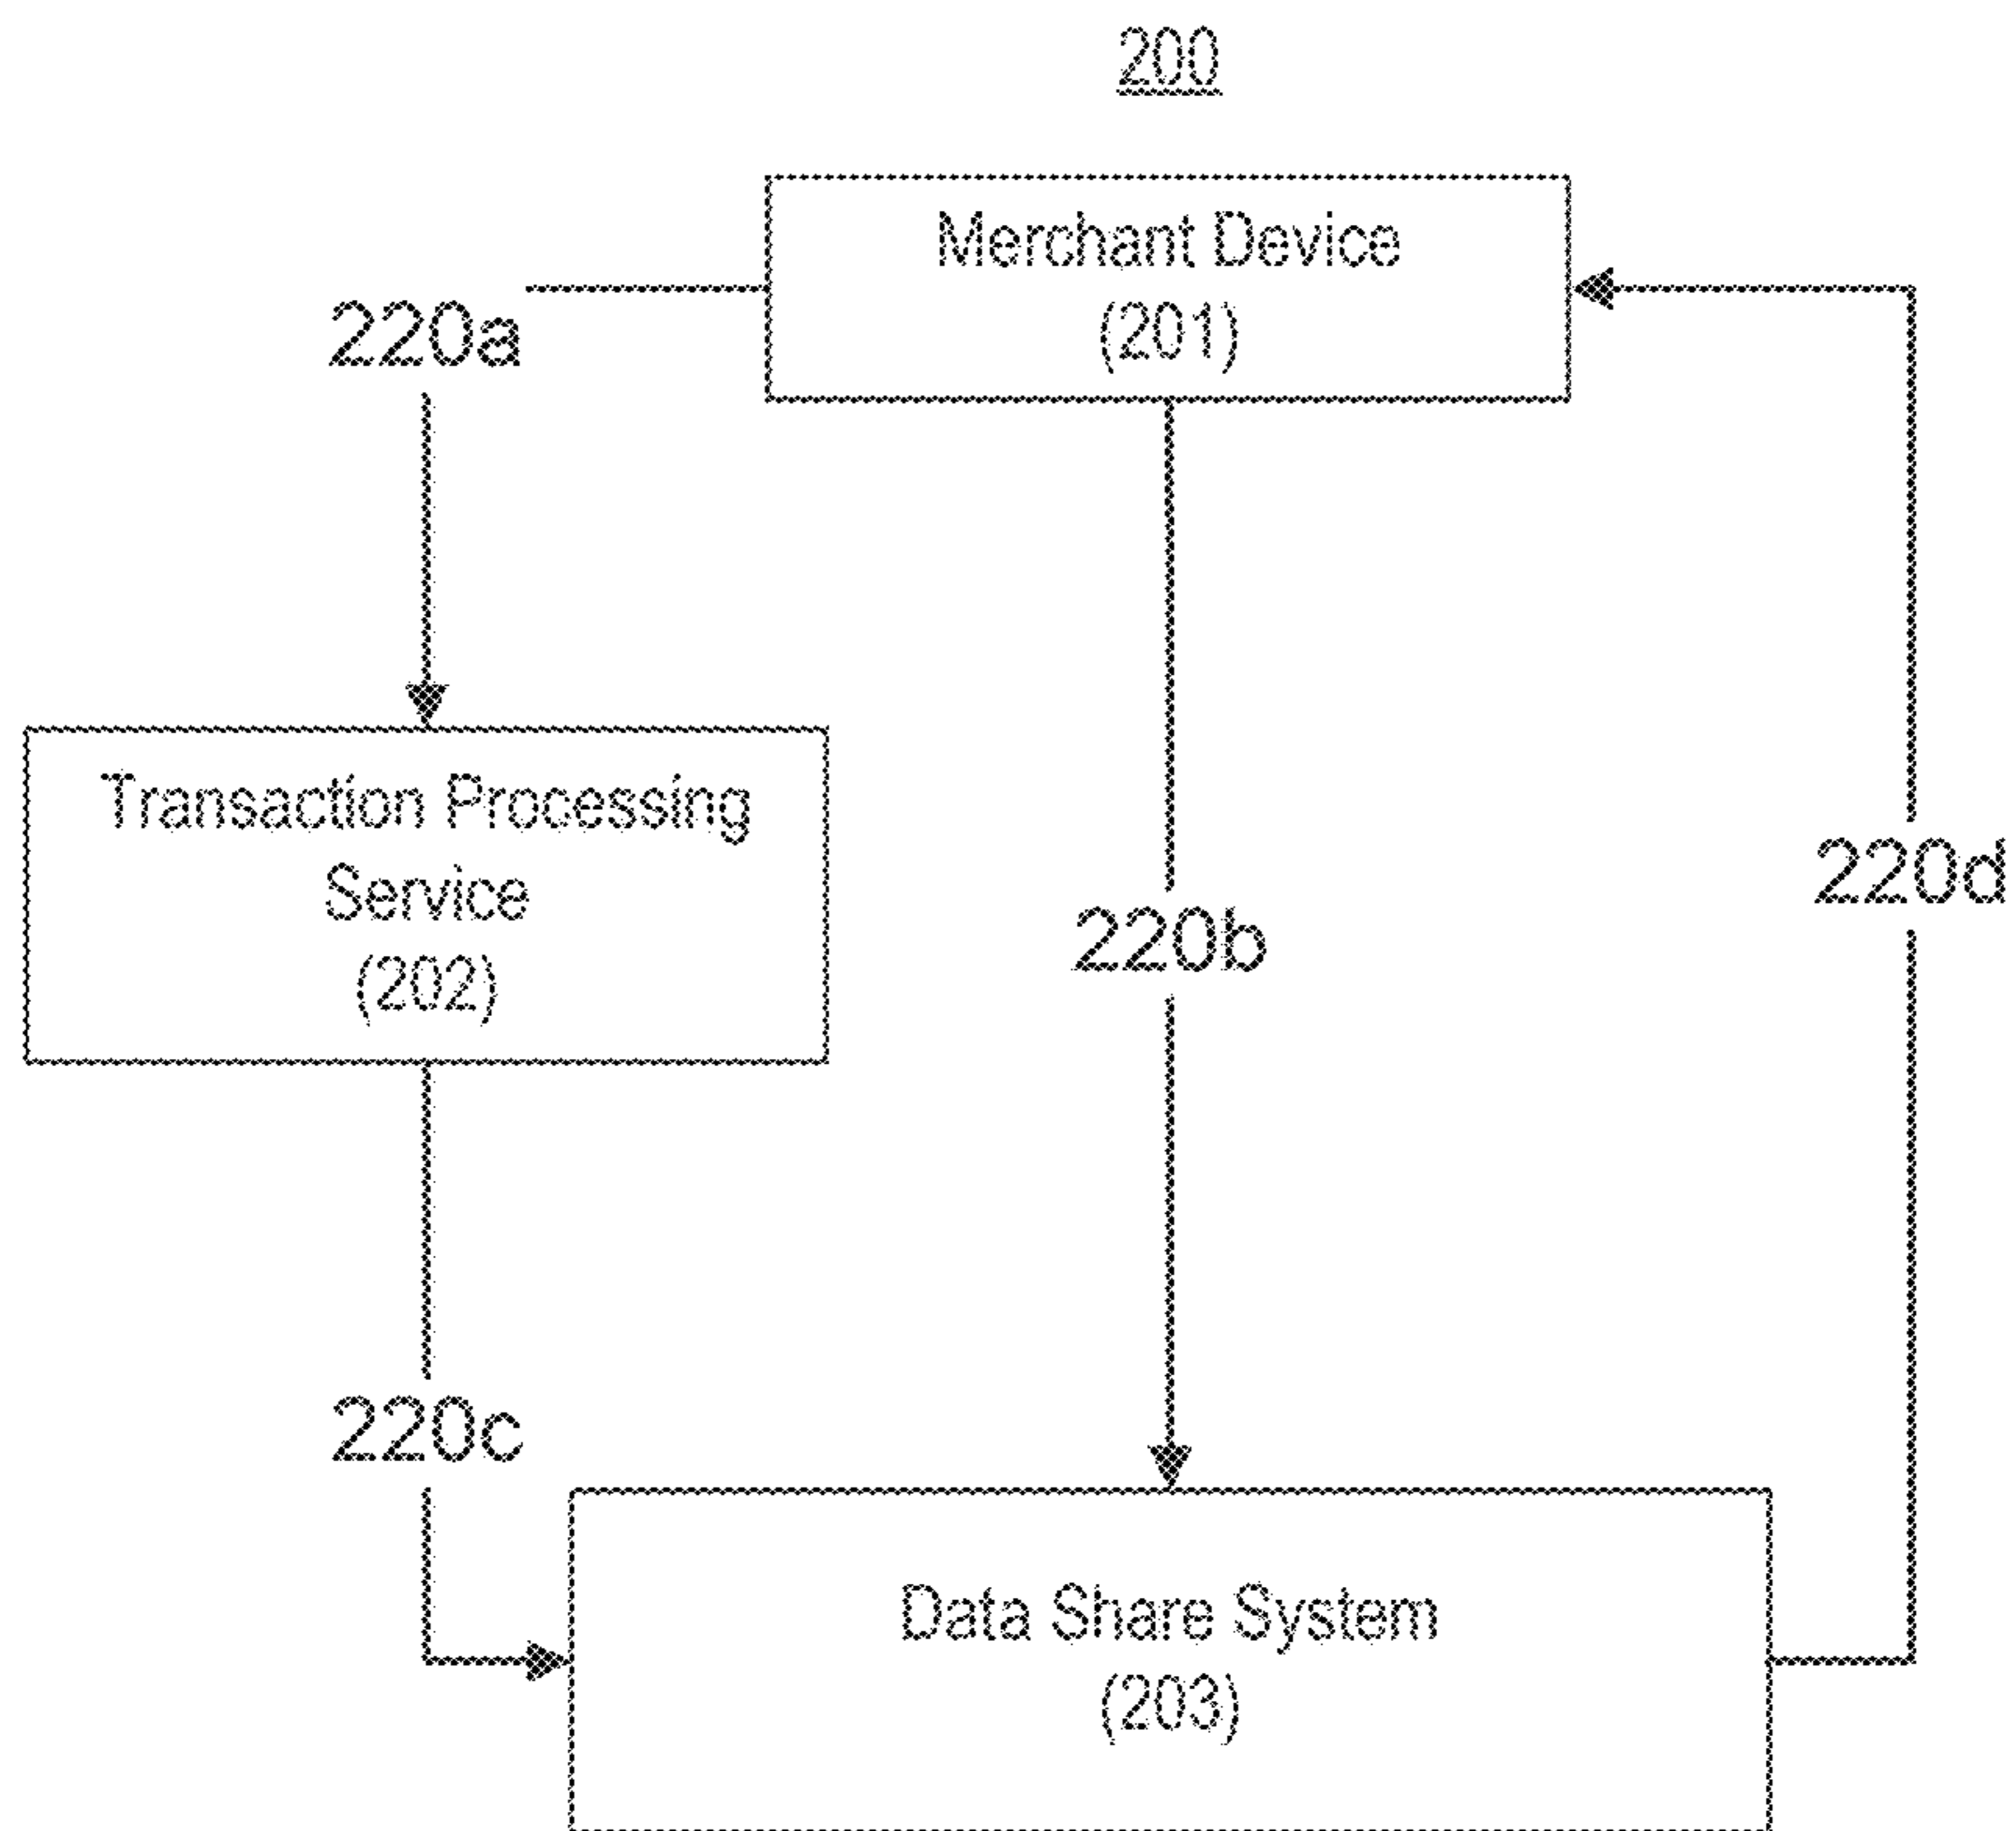 200
Merchant Device
(201)
220a
Transaction Processing
Service
(202)
220b
220d
220c
Data Share System
(203)